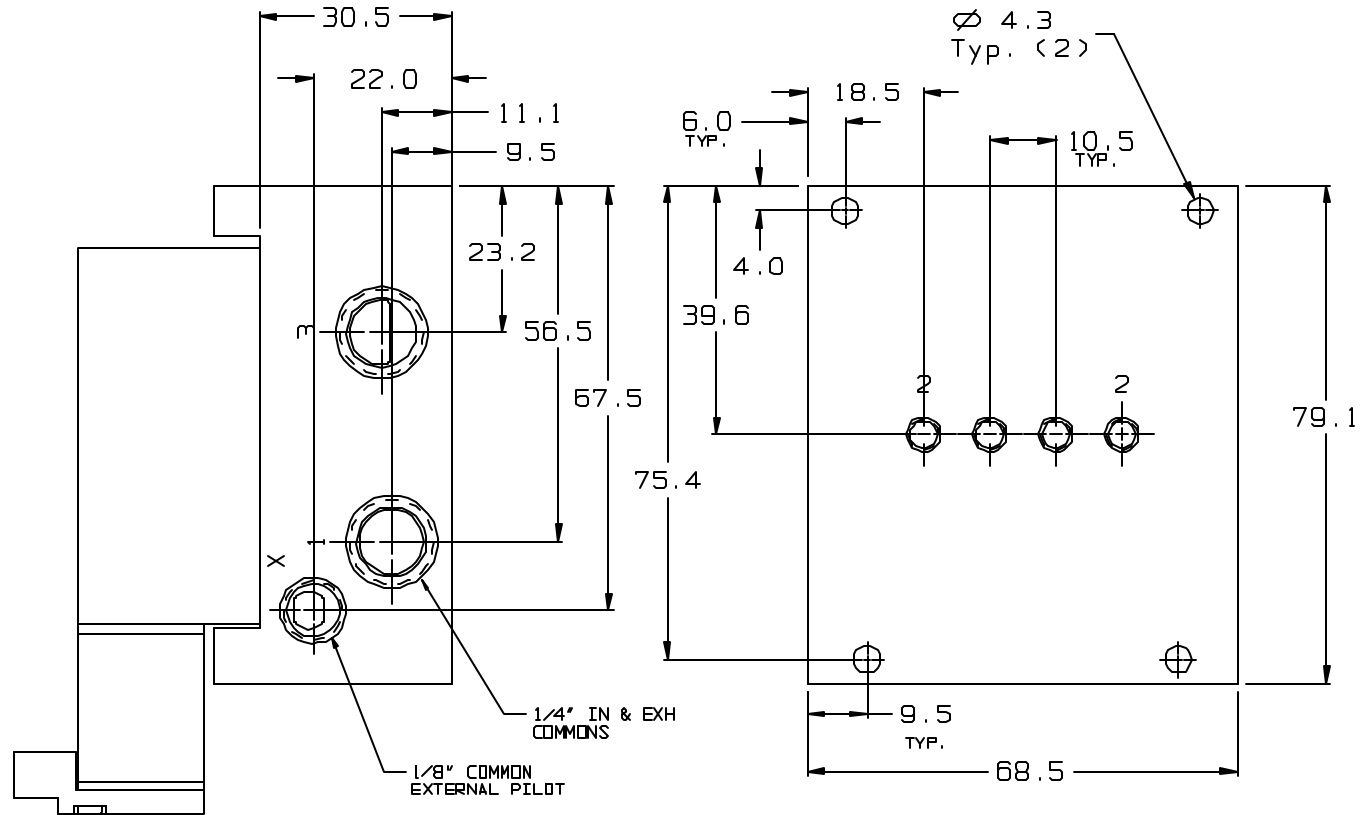 30.5
22.0
11.1
9.5
23.2
56.5
67.5
3
1
X
1/4" IN & EXH
COMMONS
1/8" COMMON
EXTERNAL PILOT
Ø 4.3
Typ. (2)
18.5
6.0
TYP.
10.5
TYP.
4.0
39.6
75.4
2
2
79.1
9.5
TYP.
68.5